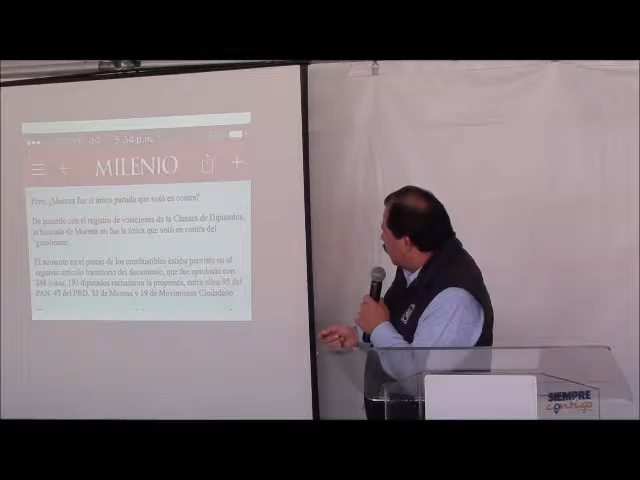 4G 5:34 p.m.
MILENIO
Pero, ¿Morena fue el único partido que votó en contra?
De acuerdo con el registro de votaciones de la Cámara de Diputados,
la bancada de Morena no fue la única que votó en contra del
'gasolinazo'.
El aumento en el precio de los combustibles estaba previsto en el
segundo artículo transitorio del documento, que fue aprobado con
248 votos, 193 diputados rechazaron la propuesta, entre ellos 95 del
PAN, 47 del PRD, 33 de Morena y 19 de Movimiento Ciudadano.
SIEMPRE
contigo